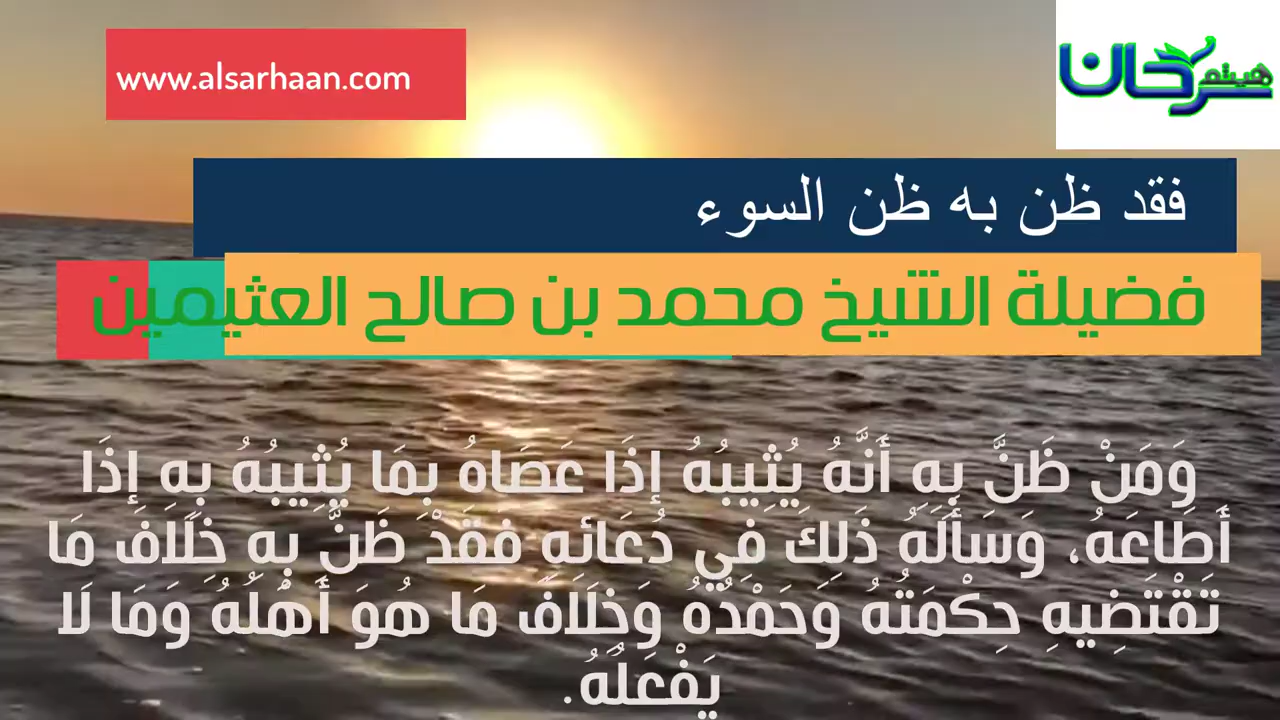 www.alsarhaan.com
هيثم سرحان
فقد ظن به ظن السوء
فضيلة الشيخ محمد بن صالح العثيمين
وَمَنْ ظَنَّ بِهِ أَنَّهُ يُثِيبُهُ إِذَا عَصَاهُ بِمَا يُثِيبُهُ بِهِ إِذَا
أَطَاعَهُ، وَسَأَلَهُ ذَلِكَ فِي دُعَائِهِ فَقَدْ ظَنَّ بِهِ خِلَافَ مَا
تَقْتَضِيهِ حِكْمَتُهُ وَحَمْدُهُ وَخِلَافَ مَا هُوَ أَهْلُهُ وَمَا لَا
يَفْعَلُهُ.